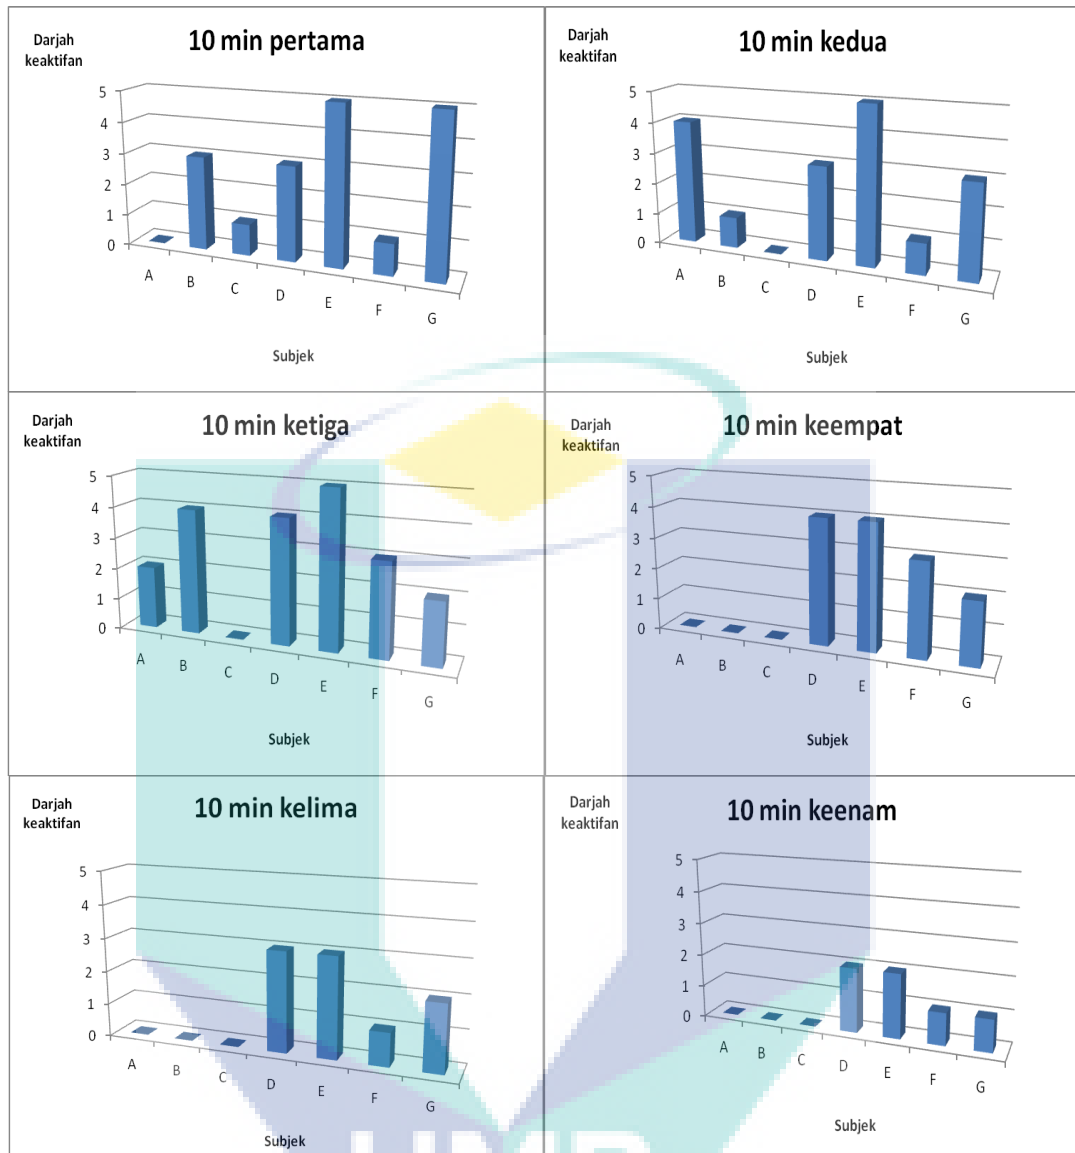 Darjah
keaktifan
10 min pertama
5
4
3
2
1
0
A B C D E F G
Subjek
Darjah
keaktifan
10 min kedua
5
4
3
2
1
0
A B C D E F G
Subjek
Darjah
keaktifan
10 min ketiga
5
4
3
2
1
0
A B C D E F G
Subjek
Darjah
keaktifan
10 min keempat
5
4
3
2
1
0
A B C D E F G
Subjek
Darjah
keaktifan
10 min kelima
5
4
3
2
1
0
A B C D E F G
Subjek
Darjah
keaktifan
10 min keenam
5
4
3
2
1
0
A B C D E F G
Subjek